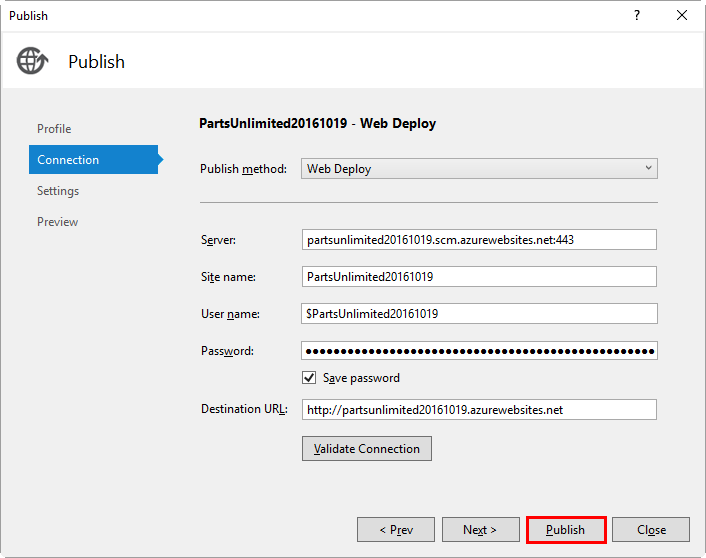 Publish
?
Publish
Profile
Connection
Settings
Preview
PartsUnlimited20161019 - Web Deploy
Publish method: Web Deploy
Server: partsunlimited20161019.scm.azurewebsites.net:443
Site name: PartsUnlimited20161019
User name: $PartsUnlimited20161019
Password:
Save password
Destination URL: http://partsunlimited20161019.azurewebsites.net
Validate Connection
< Prev Next > Publish Close